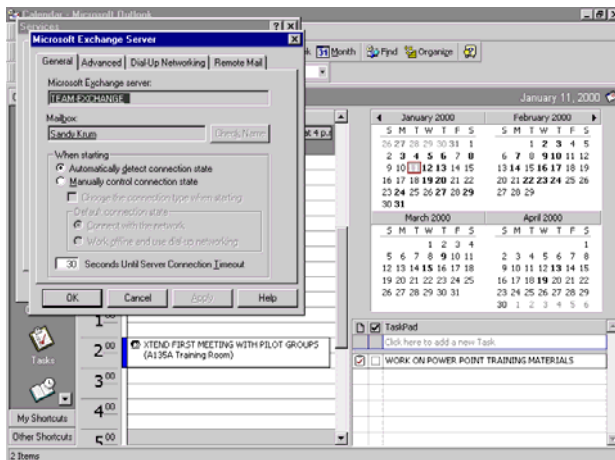 Calendar - Microsoft Outlook
Services
Microsoft Exchange Server
General Advanced Dial-Up Networking Remote Mail
Microsoft Exchange server:
TEAM-EXCHANGE
Mailbox:
Sandy Krum Check Name
When starting
Automatically detect connection state
Manually control connection state
Choose the connection type when starting
Default connection state
Connect with the network
Work offline and use dial-up networking
30 Seconds Until Server Connection Timeout
OK Cancel Apply Help
31 Month Find Organize
January 11, 2000
at 4 p.
January 2000
S M T W T F S
26 27 28 29 30 31 1
2 3 4 5 6 7 8
9 10 11 12 13 14 15
16 17 18 19 20 21 22
23 24 25 26 27 28 29
30 31
February 2000
S M T W T F S
1 2 3 4 5
6 7 8 9 10 11 12
13 14 15 16 17 18 19
20 21 22 23 24 25 26
27 28 29
March 2000
S M T W T F S
1 2 3 4
5 6 7 8 9 10 11
12 13 14 15 16 17 18
19 20 21 22 23 24 25
26 27 28 29 30 31
April 2000
S M T W T F S
1
2 3 4 5 6 7 8
9 10 11 12 13 14 15
16 17 18 19 20 21 22
23 24 25 26 27 28 29
30 1 2 3 4 5 6
1 00
2 00 XTEND FIRST MEETING WITH PILOT GROUPS
(A135A Training Room)
3 00
4 00
5 00
TaskPad
Click here to add a new Task
WORK ON POWER POINT TRAINING MATERIALS
Tasks
My Shortcuts
Other Shortcuts
2 Items